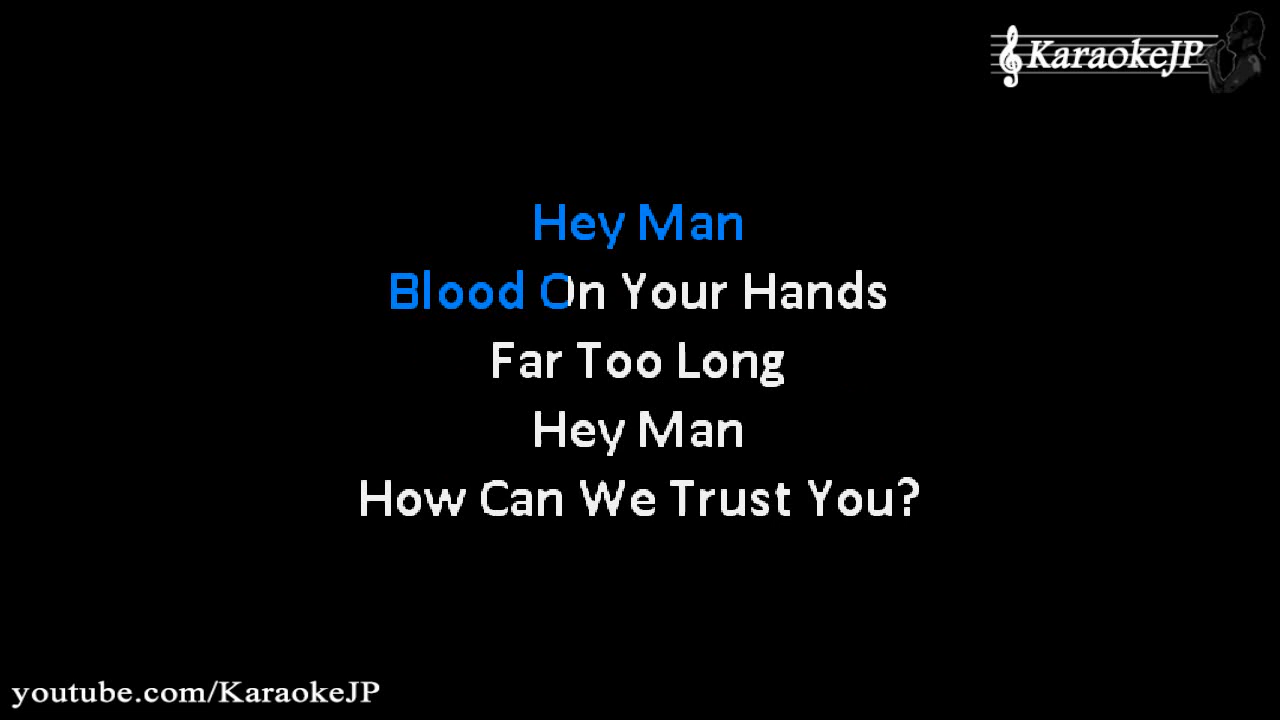 KaraokeJP
Hey Man
Blood On Your Hands
Far Too Long
Hey Man
How Can We Trust You?
youtube.com/KaraokeJP